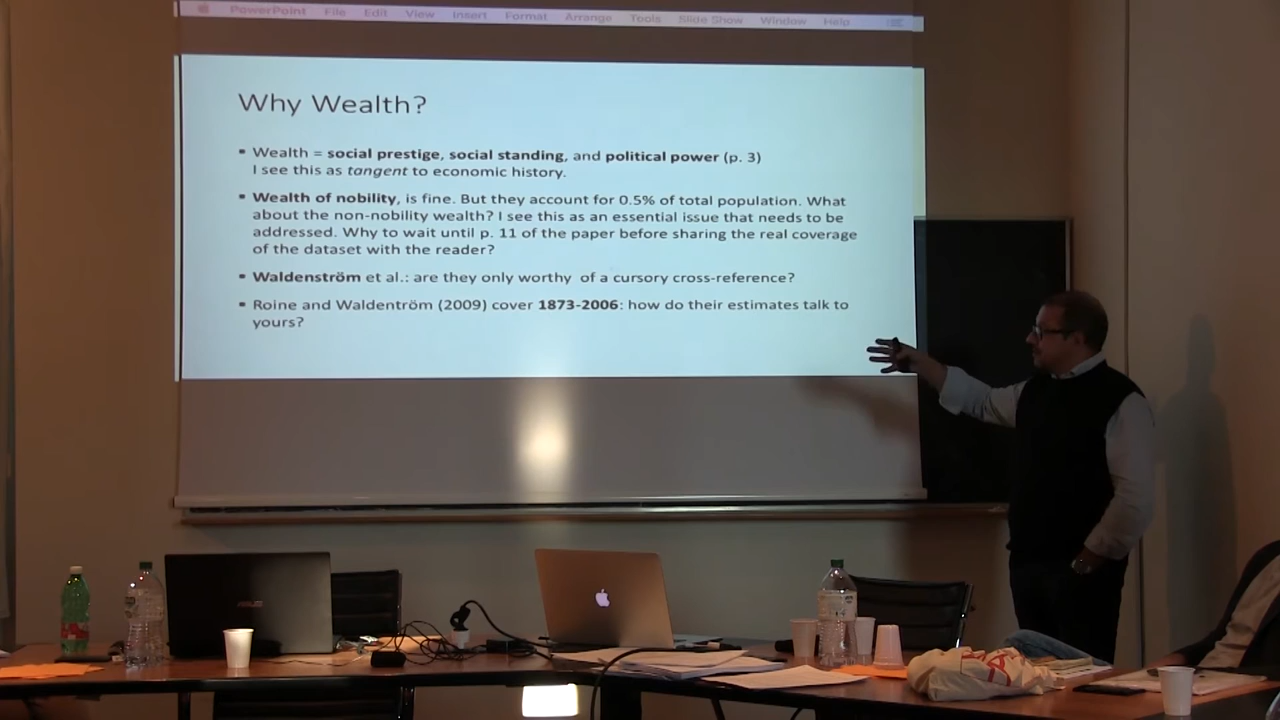 PowerPoint File Edit View Insert Format Arrange Tools Slide Show Window Help
Why Wealth?
▪ Wealth = social prestige, social standing, and political power (p. 3)
I see this as tangent to economic history.
▪ Wealth of nobility, is fine. But they account for 0.5% of total population. What
about the non-nobility wealth? I see this as an essential issue that needs to be
addressed. Why to wait until p. 11 of the paper before sharing the real coverage
of the dataset with the reader?
▪ Waldenström et al.: are they only worthy of a cursory cross-reference?
▪ Roine and Waldentröm (2009) cover 1873-2006: how do their estimates talk to
yours?
ASUS